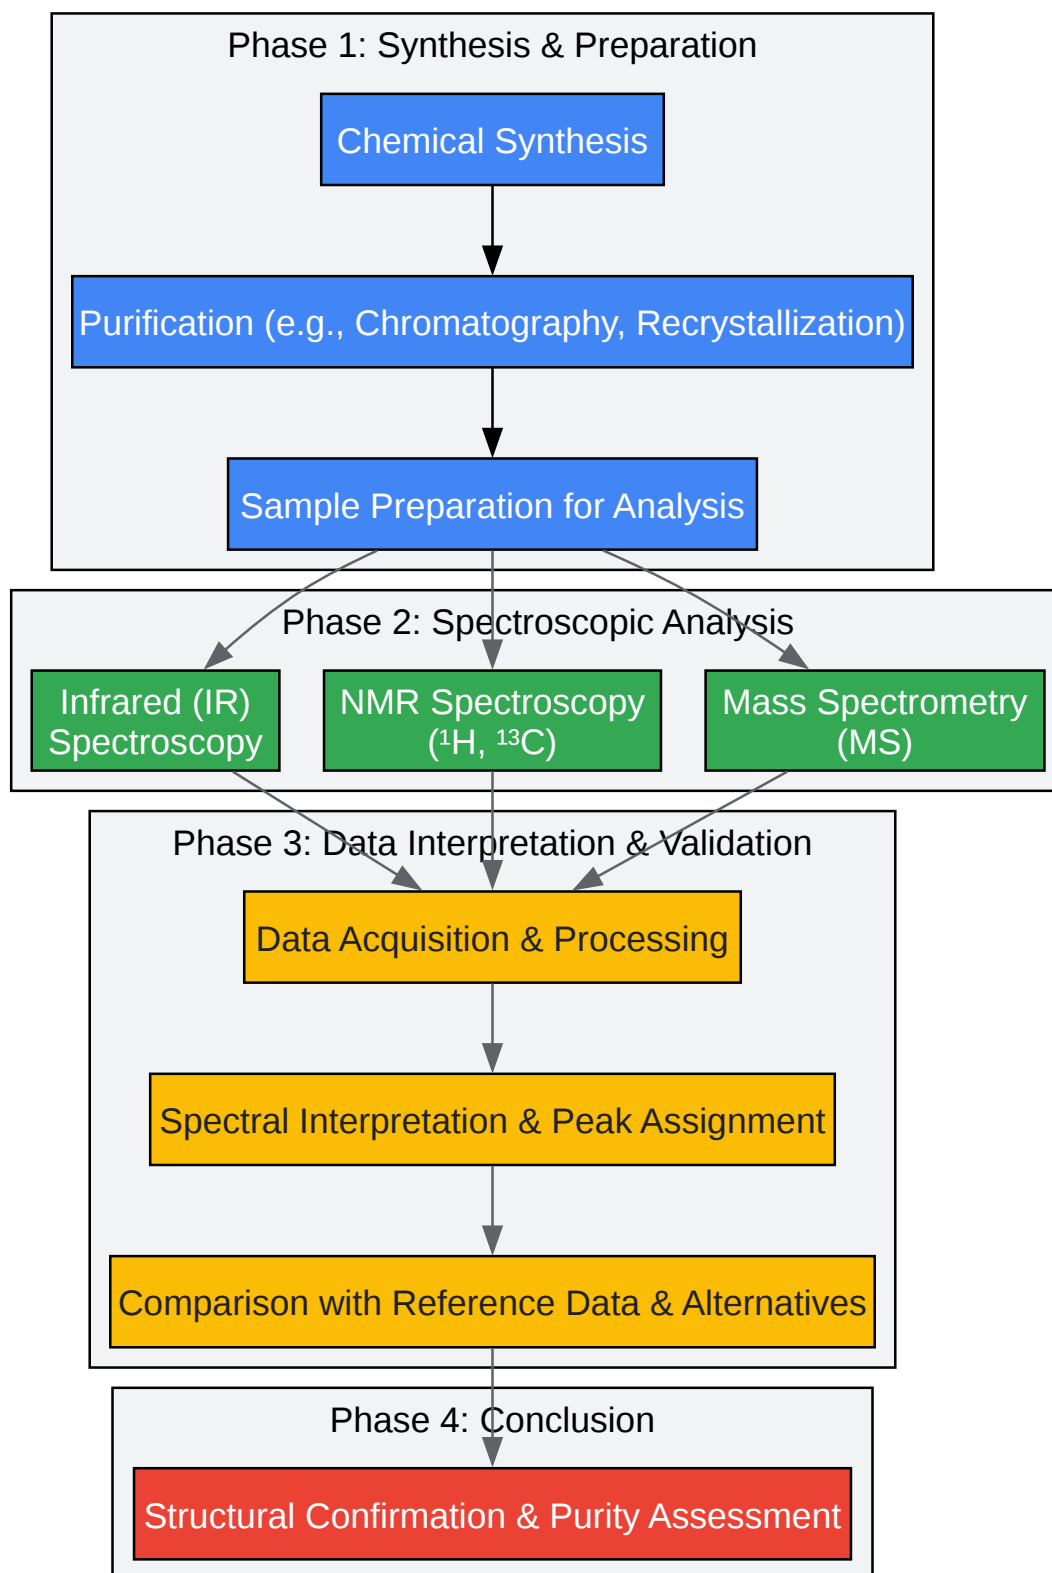 Phase 1: Synthesis & Preparation
Chemical Synthesis
Purification (e.g., Chromatography, Recrystallization)
Sample Preparation for Analysis
Phase 2: Spectroscopic Analysis
Infrared (IR)
Spectroscopy
NMR Spectroscopy
(¹H, ¹³C)
Mass Spectrometry
(MS)
Phase 3: Data Interpretation & Validation
Data Acquisition & Processing
Spectral Interpretation & Peak Assignment
Comparison with Reference Data & Alternatives
Phase 4: Conclusion
Structural Confirmation & Purity Assessment